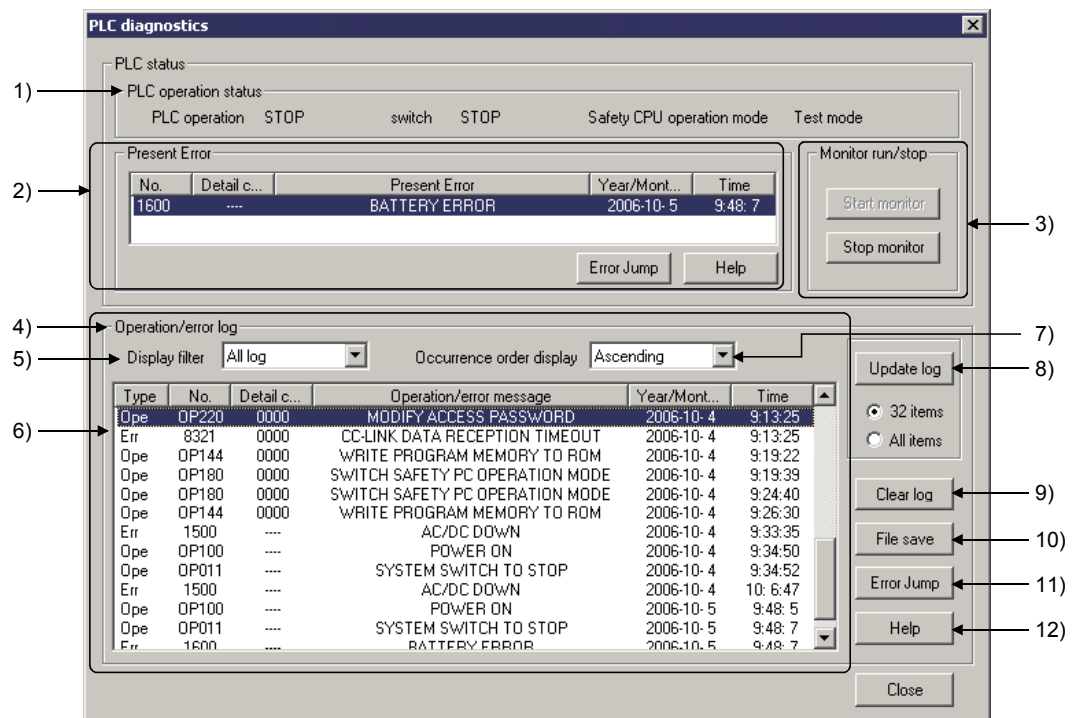 PLC diagnostics
PLC status
1)
PLC operation status
PLC operation STOP switch STOP Safety CPU operation mode Test mode
2)
Present Error
No. Detail c... Present Error Year/Mont... Time
1600 ---- BATTERY ERROR 2006-10- 5 9:48: 7
Error Jump Help
Monitor run/stop
Start monitor
Stop monitor
3)
4)
Operation/error log
5)
Display filter All log Occurrence order display Ascending
7)
6)
Type No. Detail c... Operation/error message Year/Mont... Time
Ope OP220 0000 MODIFY ACCESS PASSWORD 2006-10- 4 9:13:25
Err 8321 0000 CC-LINK DATA RECEPTION TIMEOUT 2006-10- 4 9:13:25
Ope OP144 0000 WRITE PROGRAM MEMORY TO ROM 2006-10- 4 9:19:22
Ope OP180 0000 SWITCH SAFETY PC OPERATION MODE 2006-10- 4 9:19:39
Ope OP180 0000 SWITCH SAFETY PC OPERATION MODE 2006-10- 4 9:24:40
Ope OP144 0000 WRITE PROGRAM MEMORY TO ROM 2006-10- 4 9:26:30
Err 1500 ---- AC/DC DOWN 2006-10- 4 9:33:35
Ope OP100 ---- POWER ON 2006-10- 4 9:34:50
Ope OP011 ---- SYSTEM SWITCH TO STOP 2006-10- 4 9:34:52
Err 1500 ---- AC/DC DOWN 2006-10- 4 10: 6:47
Ope OP100 ---- POWER ON 2006-10- 5 9:48: 5
Ope OP011 ---- SYSTEM SWITCH TO STOP 2006-10- 5 9:48: 7
Err 1600 ---- BATTERY ERROR 2006-10- 5 9:48: 7
Update log
8)
32 items
All items
Clear log
9)
File save
10)
Error Jump
11)
Help
12)
Close